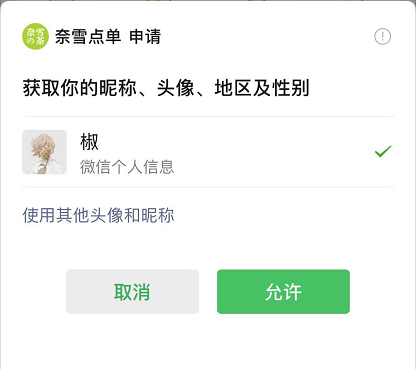 奈雪の茶
奈雪点单 申请
获取你的昵称、头像、地区及性别
椒
微信个人信息
使用其他头像和昵称
取消
允许